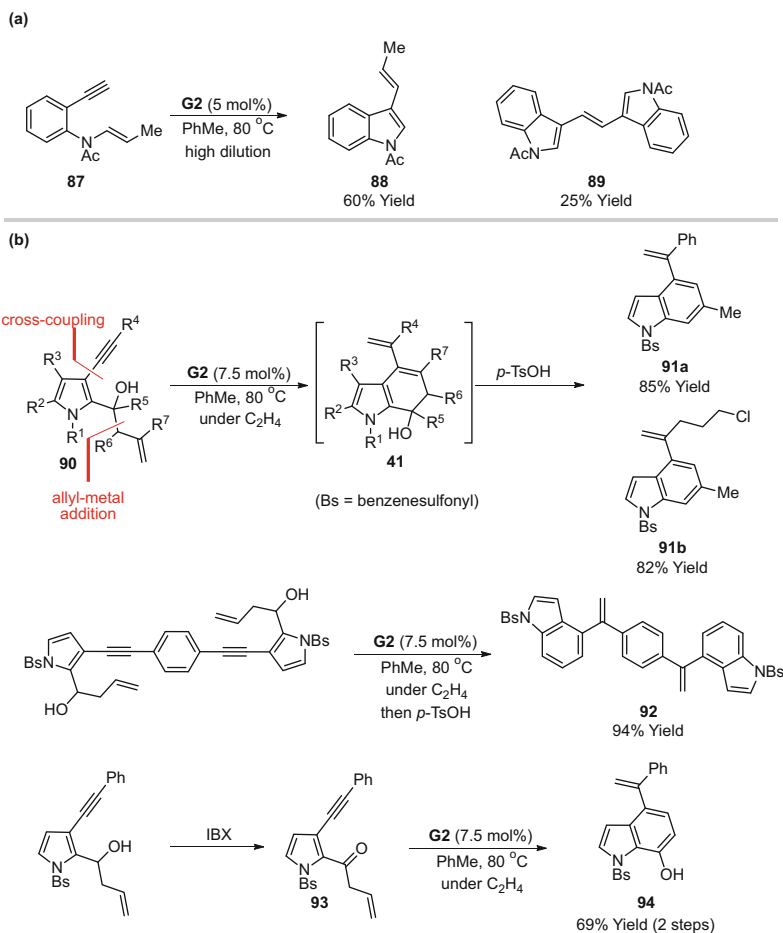 (a)
Me
G2 (5 mol%)
PhMe, 80 °C
high dilution
N
Ac
Me
87
N
Ac
88
60% Yield
NAc
AcN
89
25% Yield
(b)
cross-coupling
R4
R3
OH
R2
N
R1
R5
R7
R6
90
allyl-metal
addition
G2 (7.5 mol%)
PhMe, 80 °C
under C2H4
R4
R3
R7
R2
R6
N
R5
R1
HO
41
(Bs = benzenesulfonyl)
p-TsOH
Ph
Me
N
Bs
91a
85% Yield
Cl
Me
N
Bs
91b
82% Yield
OH
BsN
NBs
HO
G2 (7.5 mol%)
PhMe, 80 °C
under C2H4
then p-TsOH
BsN
NBs
92
94% Yield
Ph
OH
N
Bs
IBX
Ph
O
N
Bs
93
G2 (7.5 mol%)
PhMe, 80 °C
under C2H4
Ph
N
Bs
OH
94
69% Yield (2 steps)